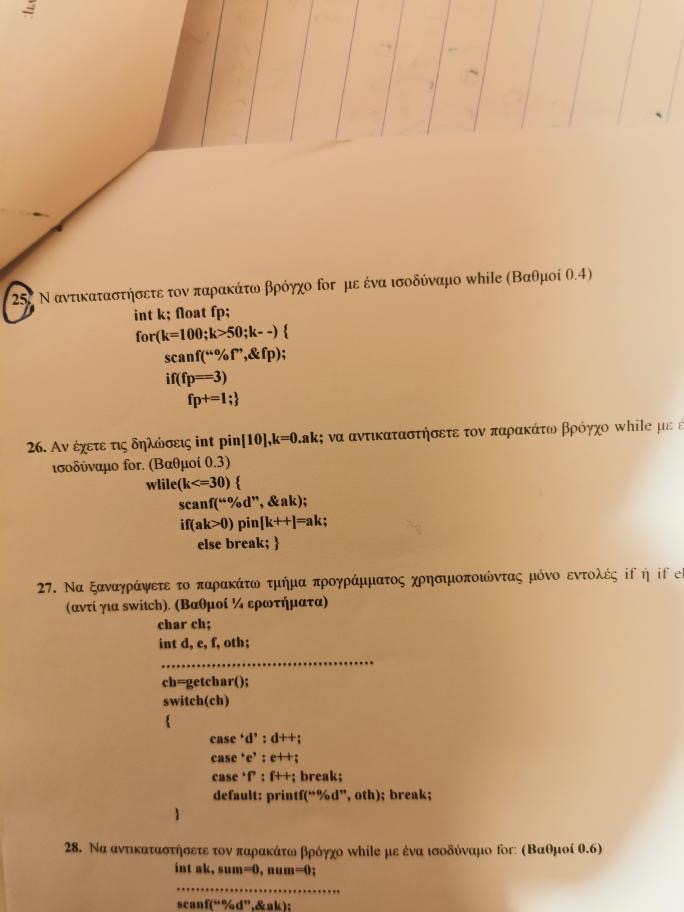 25. Ν αντικαταστήσετε τον παρακάτω βρόγχο for με ένα ισοδύναμο while (Βαθμοί 0.4)
int k; float fp;
for(k=100;k>50;k- -) {
scanf(“%f”,&fp);
if(fp==3)
fp+=1;}
26. Αν έχετε τις δηλώσεις int pin[10],k=0.ak; να αντικαταστήσετε τον παρακάτω βρόγχο while με
ισοδύναμο for. (Βαθμοί 0.3)
wlile(k<=30) {
scanf(“%d”, &ak);
if(ak>0) pin[k++]=ak;
else break; }
27. Να ξαναγράψετε το παρακάτω τμήμα προγράμματος χρησιμοποιώντας μόνο εντολές if ή if
(αντί για switch). (Βαθμοί ¼ ερωτήματα)
char ch;
int d, e, f, oth;
..........................................
ch=getchar();
switch(ch)
{
case ‘d’ : d++;
case ‘e’ : e++;
case ‘f’ : f++; break;
default: printf(“%d”, oth); break;
}
28. Να αντικαταστήσετε τον παρακάτω βρόγχο while με ένα ισοδύναμο for: (Βαθμοί 0.6)
int ak, sum=0, num=0;
.................................
scanf(“%d”,&ak);